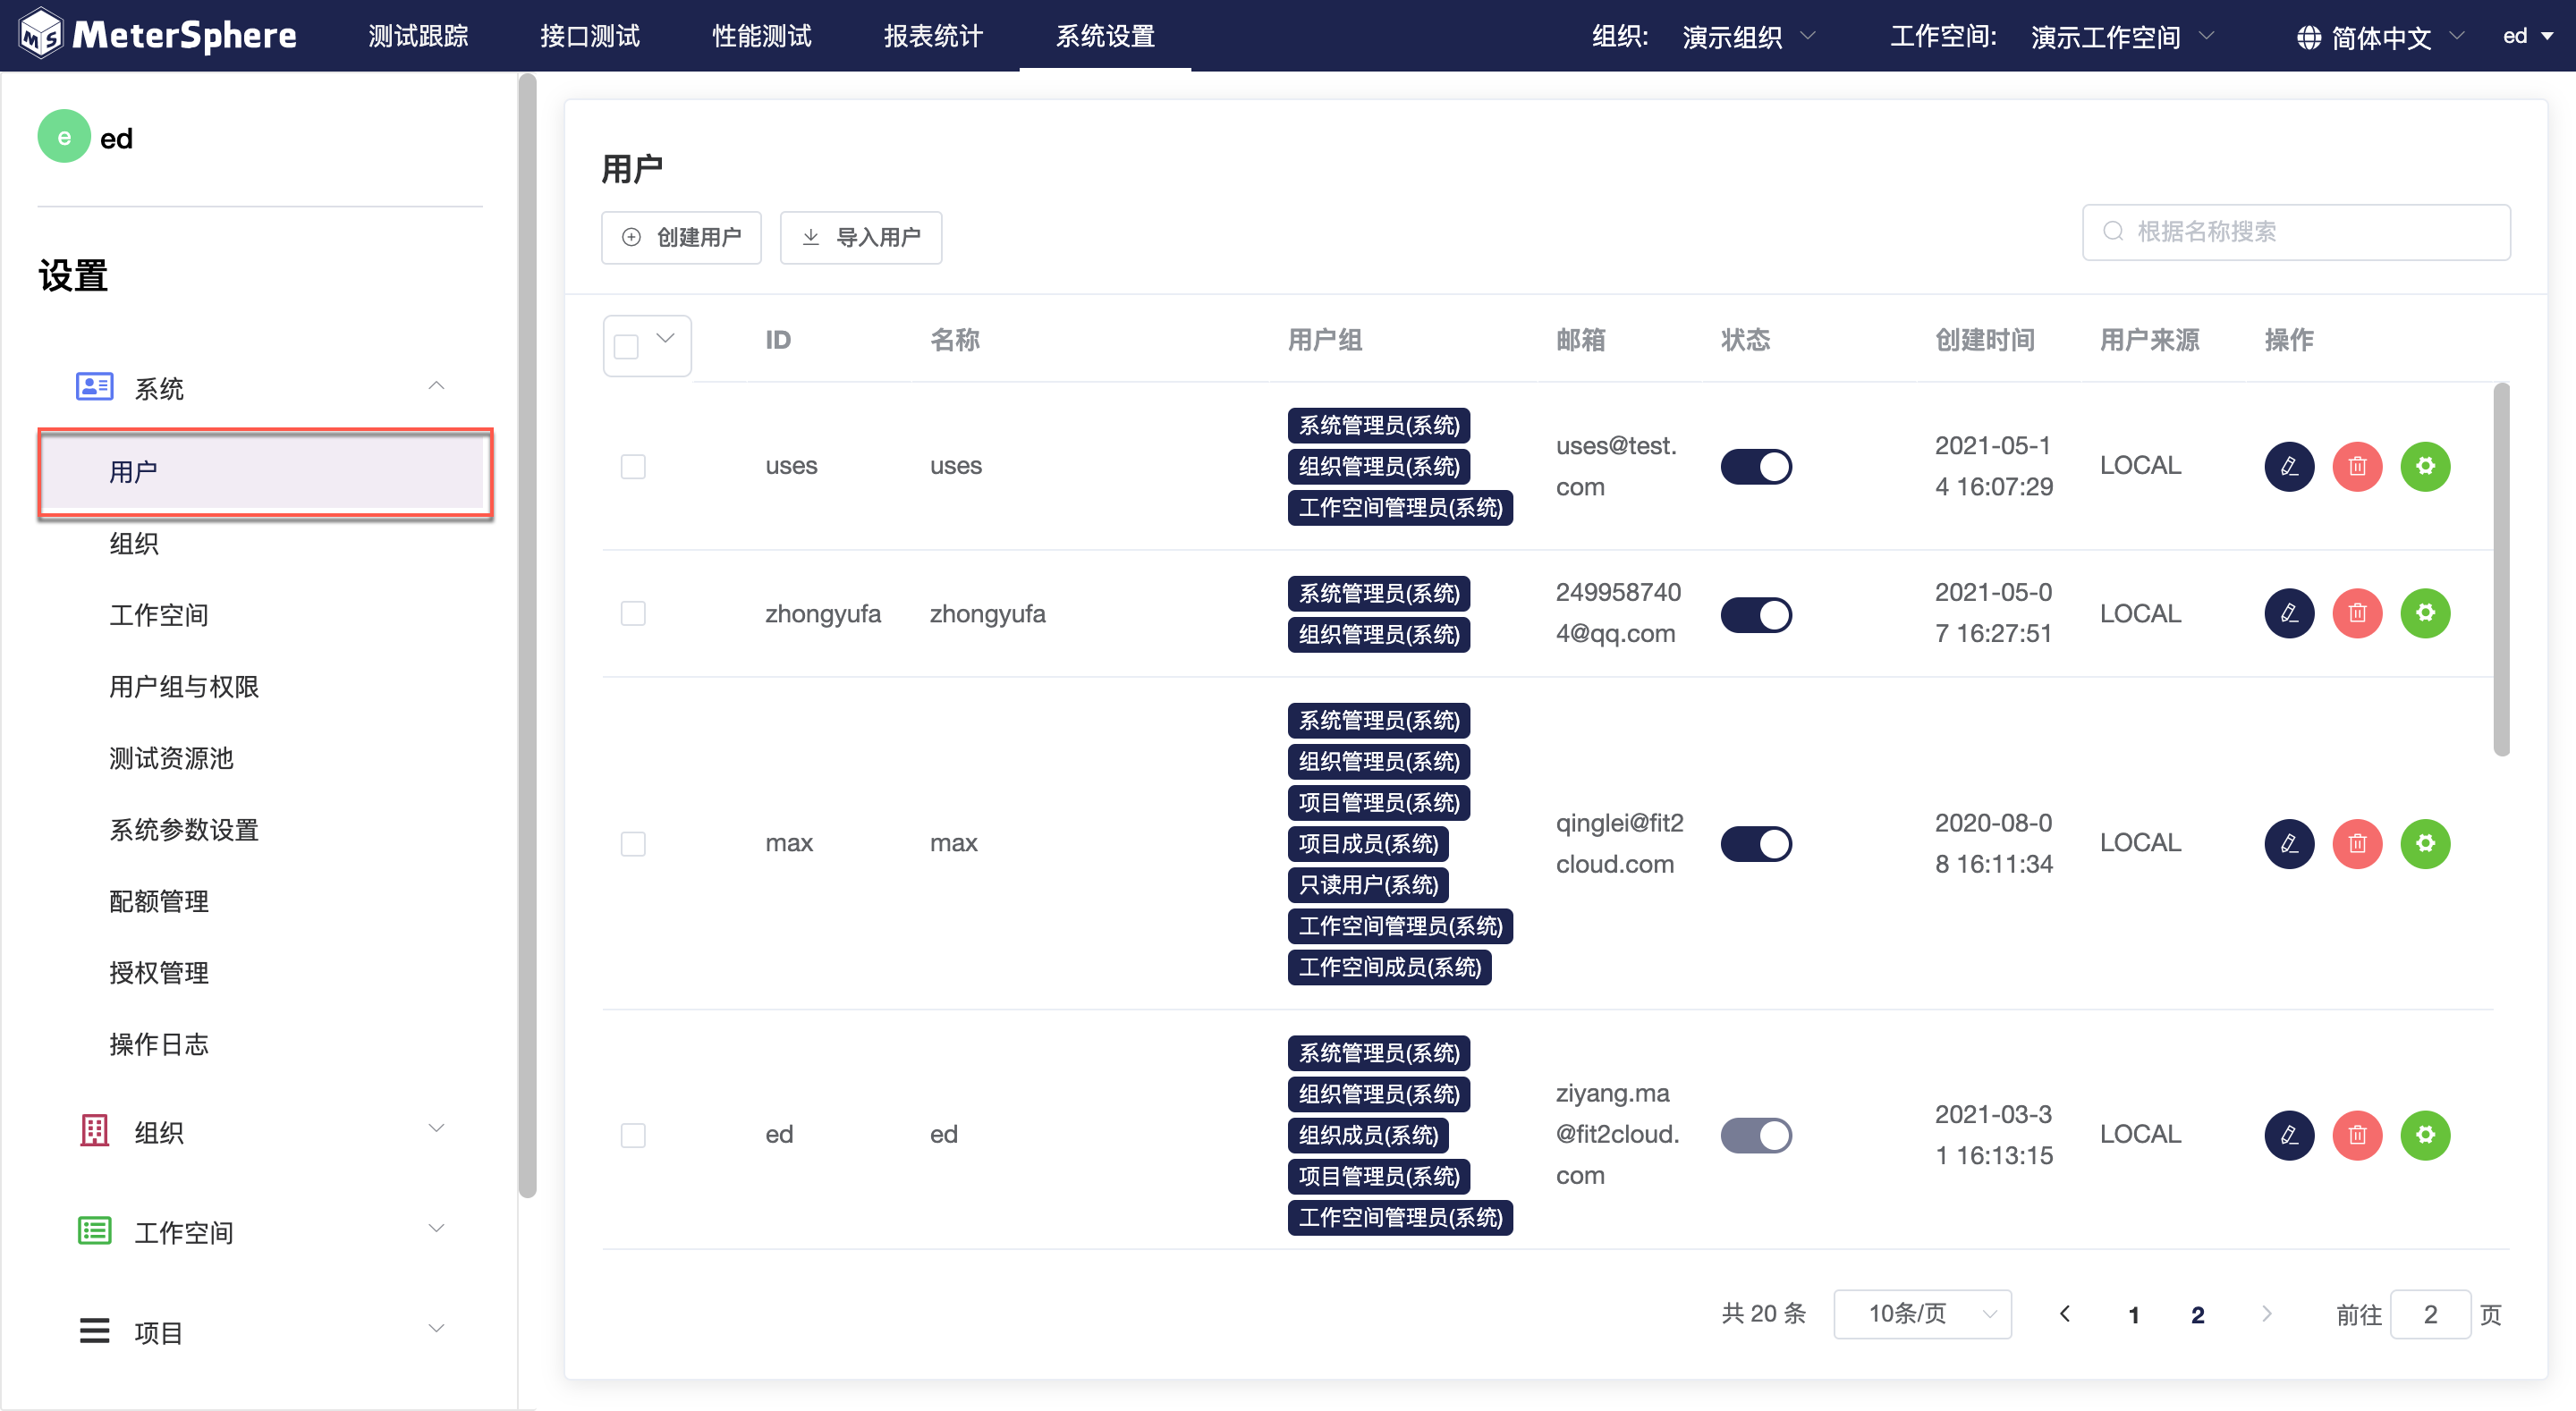 MeterSphere 测试跟踪 接口测试 性能测试 报表统计 系统设置 组织: 演示组织 工作空间: 演示工作空间 简体中文 ed
e ed
设置
系统
用户
组织
工作空间
用户组与权限
测试资源池
系统参数设置
配额管理
授权管理
操作日志
组织
工作空间
项目
用户
创建用户 导入用户 根据名称搜索
ID 名称 用户组 邮箱 状态 创建时间 用户来源 操作
uses uses
系统管理员(系统)
组织管理员(系统)
工作空间管理员(系统)
uses@test.
com
2021-05-1
4 16:07:29
LOCAL
zhongyufa zhongyufa
系统管理员(系统)
组织管理员(系统)
249958740
4@qq.com
2021-05-0
7 16:27:51
LOCAL
max max
系统管理员(系统)
组织管理员(系统)
项目管理员(系统)
项目成员(系统)
只读用户(系统)
工作空间管理员(系统)
工作空间成员(系统)
qinglei@fit2
cloud.com
2020-08-0
8 16:11:34
LOCAL
ed ed
系统管理员(系统)
组织管理员(系统)
组织成员(系统)
项目管理员(系统)
工作空间管理员(系统)
ziyang.ma
@fit2cloud.
com
2021-03-3
1 16:13:15
LOCAL
共 20 条 10条/页 1 2 前往 2 页